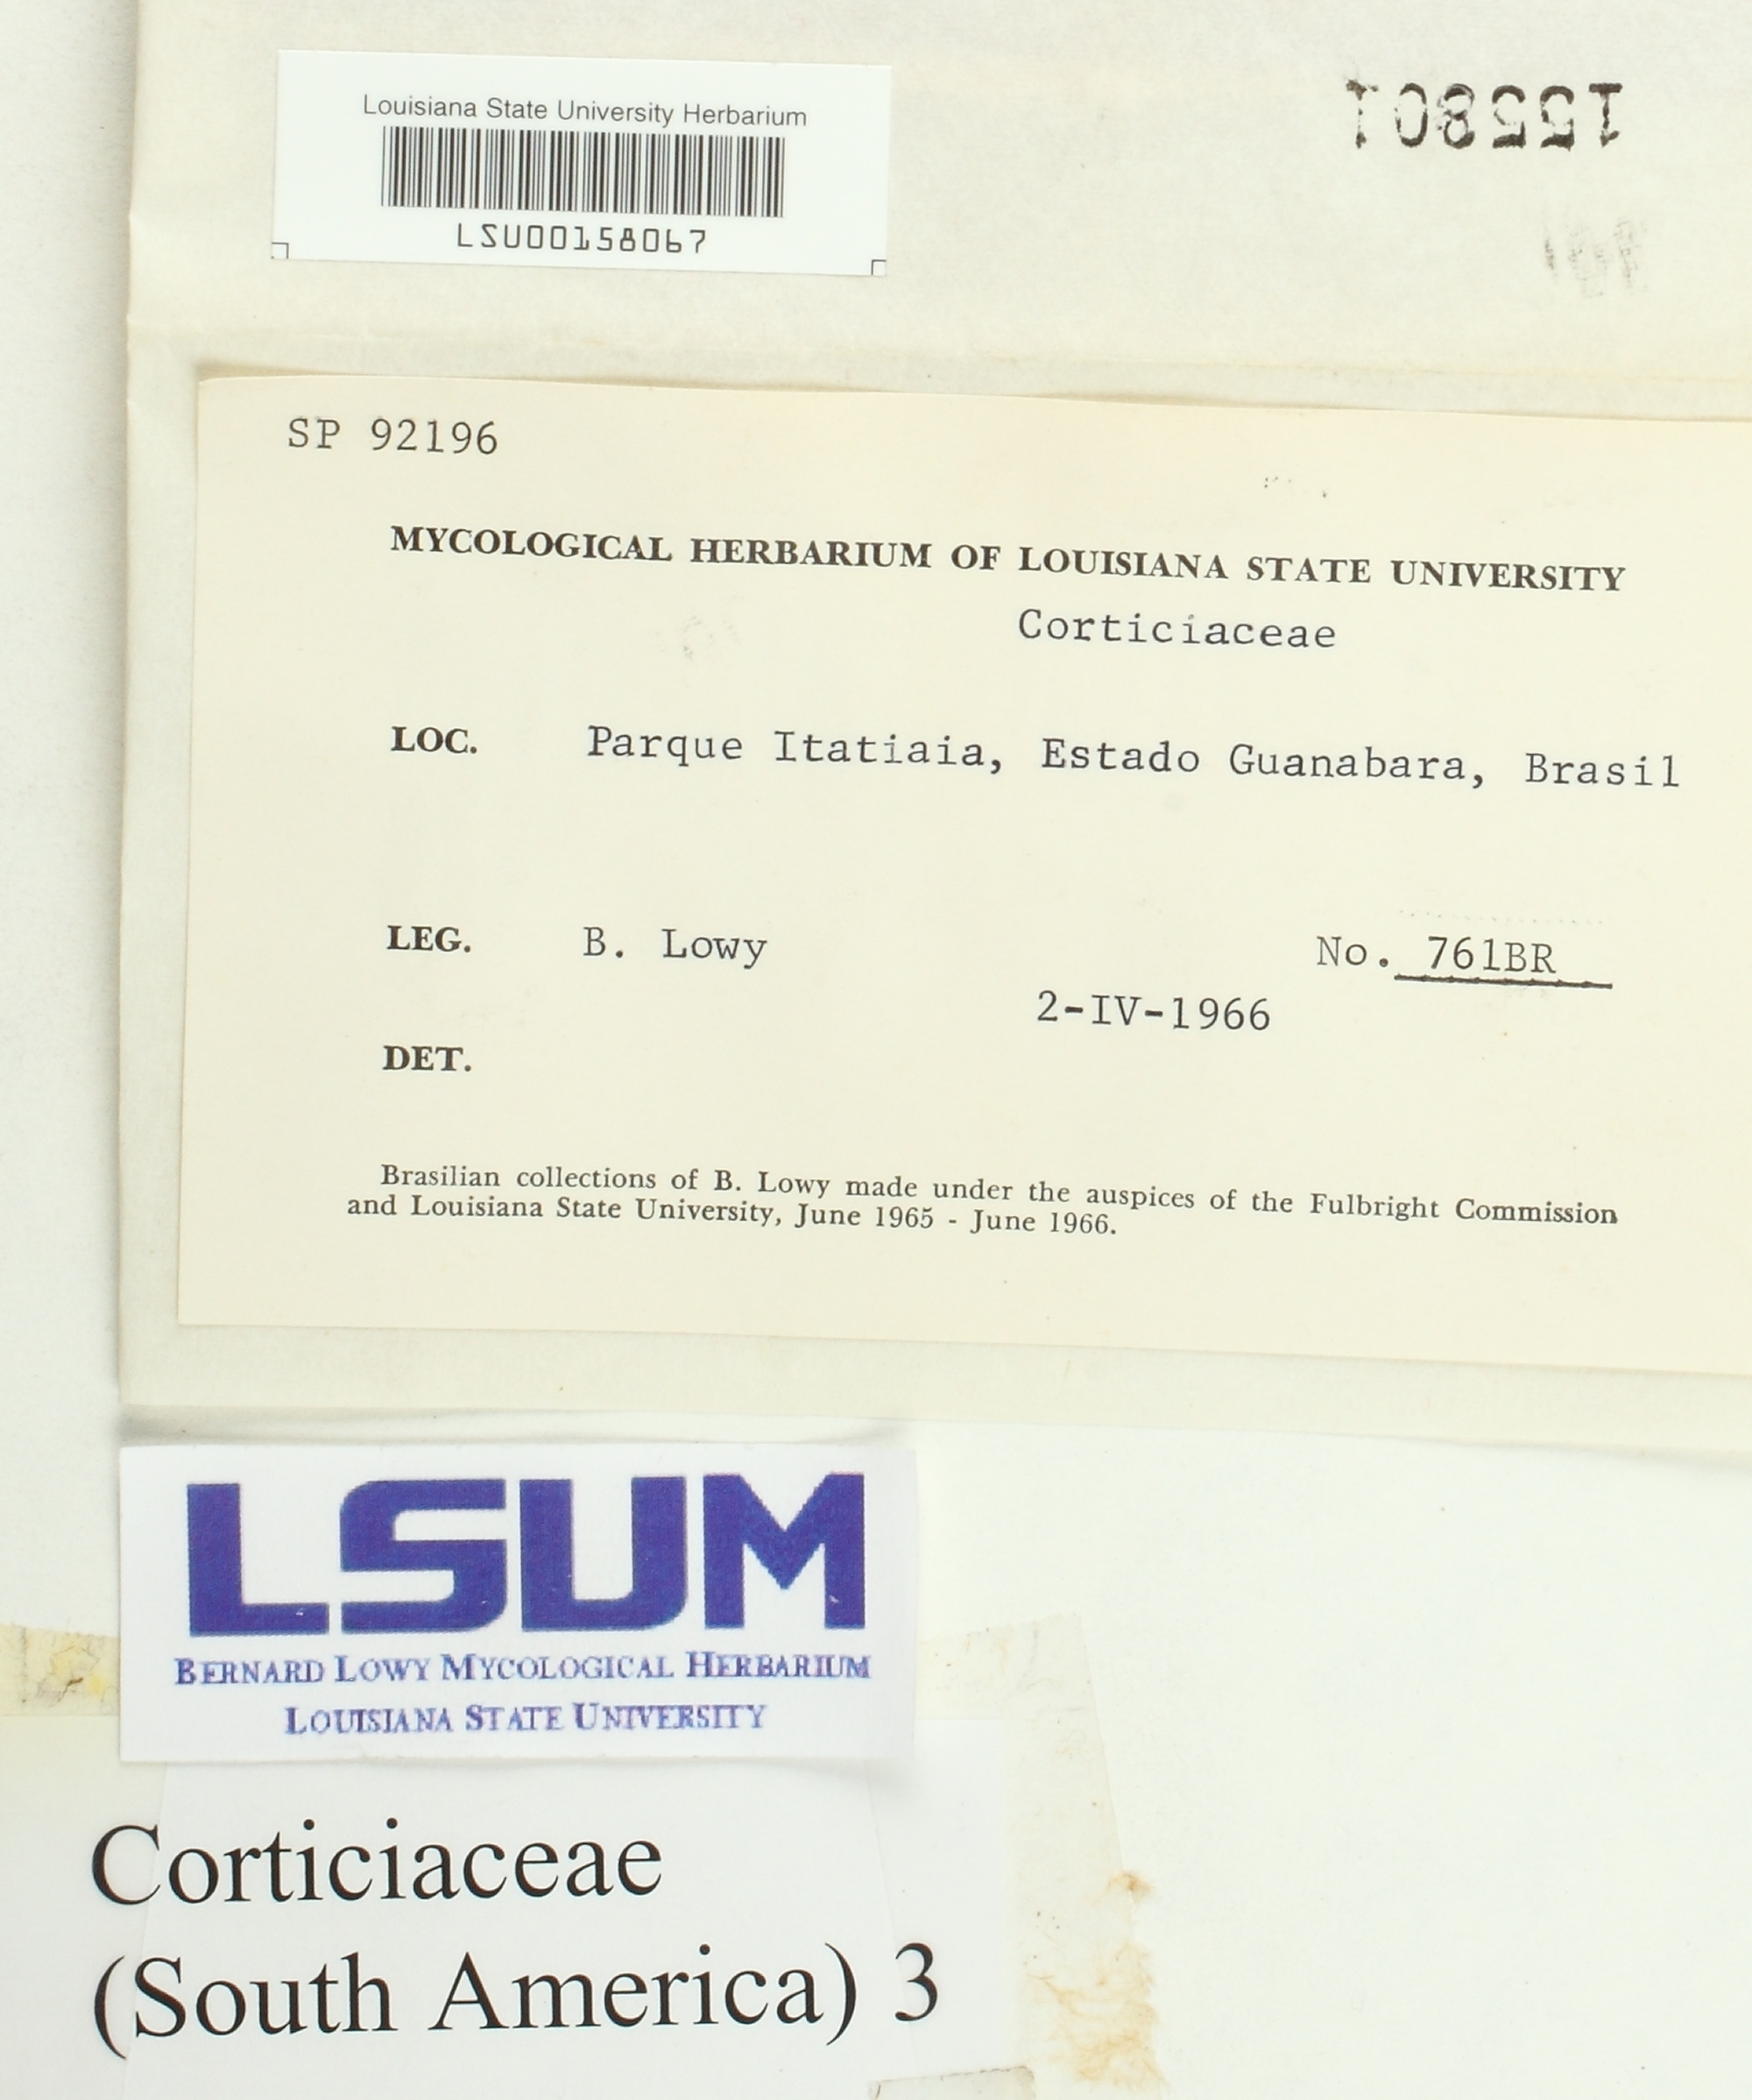 Louisiana State University Herbarium
LSU00158067
155801
SP 92196
MYCOLOGICAL HERBARIUM OF LOUISIANA STATE UNIVERSITY
Corticiaceae
LOC. Parque Itatiaia, Estado Guanabara, Brasil
LEG. B. Lowy No. 761BR
2-IV-1966
DET.
Brasilian collections of B. Lowy made under the auspices of the Fulbright Commission
and Louisiana State University, June 1965 - June 1966.
LSUM
BERNARD LOWY MYCOLOGICAL HERBARIUM
LOUISIANA STATE UNIVERSITY
Corticiaceae
(South America) 3